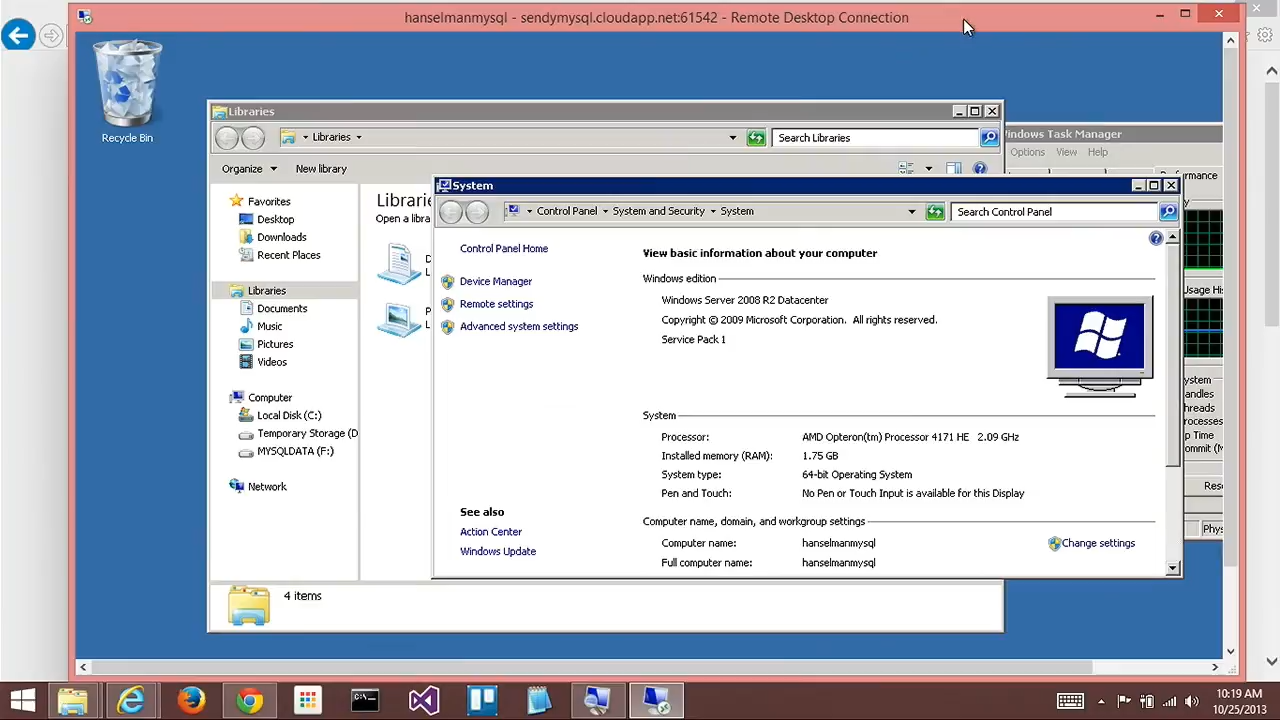 hanselmanmysql - sendymysql.cloudapp.net:61542 - Remote Desktop Connection
Recycle Bin
Libraries
Libraries
Search Libraries
Organize
New library
Windows Task Manager
Options View Help
Performance
Favorites
Desktop
Downloads
Recent Places
Libraries
Documents
Music
Pictures
Videos
Computer
Local Disk (C:)
Temporary Storage (D
MYSQLDATA (F:)
Network
4 items
Open a libra
System
Control Panel
System and Security
System
Search Control Panel
Control Panel Home
Device Manager
Remote settings
Advanced system settings
See also
Action Center
Windows Update
View basic information about your computer
Windows edition
Windows Server 2008 R2 Datacenter
Copyright © 2009 Microsoft Corporation. All rights reserved.
Service Pack 1
System
Processor: AMD Opteron(tm) Processor 4171 HE 2.09 GHz
Installed memory (RAM): 1.75 GB
System type: 64-bit Operating System
Pen and Touch: No Pen or Touch Input is available for this Display
Computer name, domain, and workgroup settings
Computer name: hanselmanmysql
Change settings
Full computer name: hanselmanmysql
10:19 AM
10/25/2013